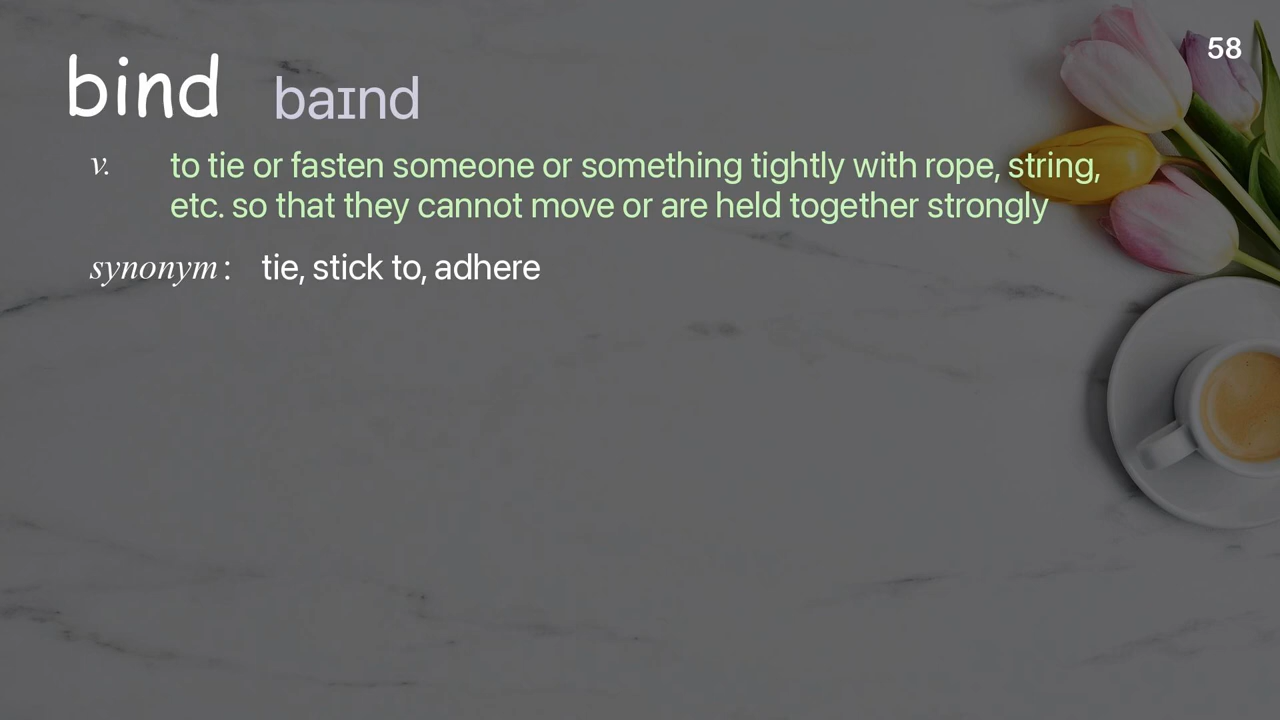 58
bind baɪnd
v. to tie or fasten someone or something tightly with rope, string,
etc. so that they cannot move or are held together strongly
synonym : tie, stick to, adhere